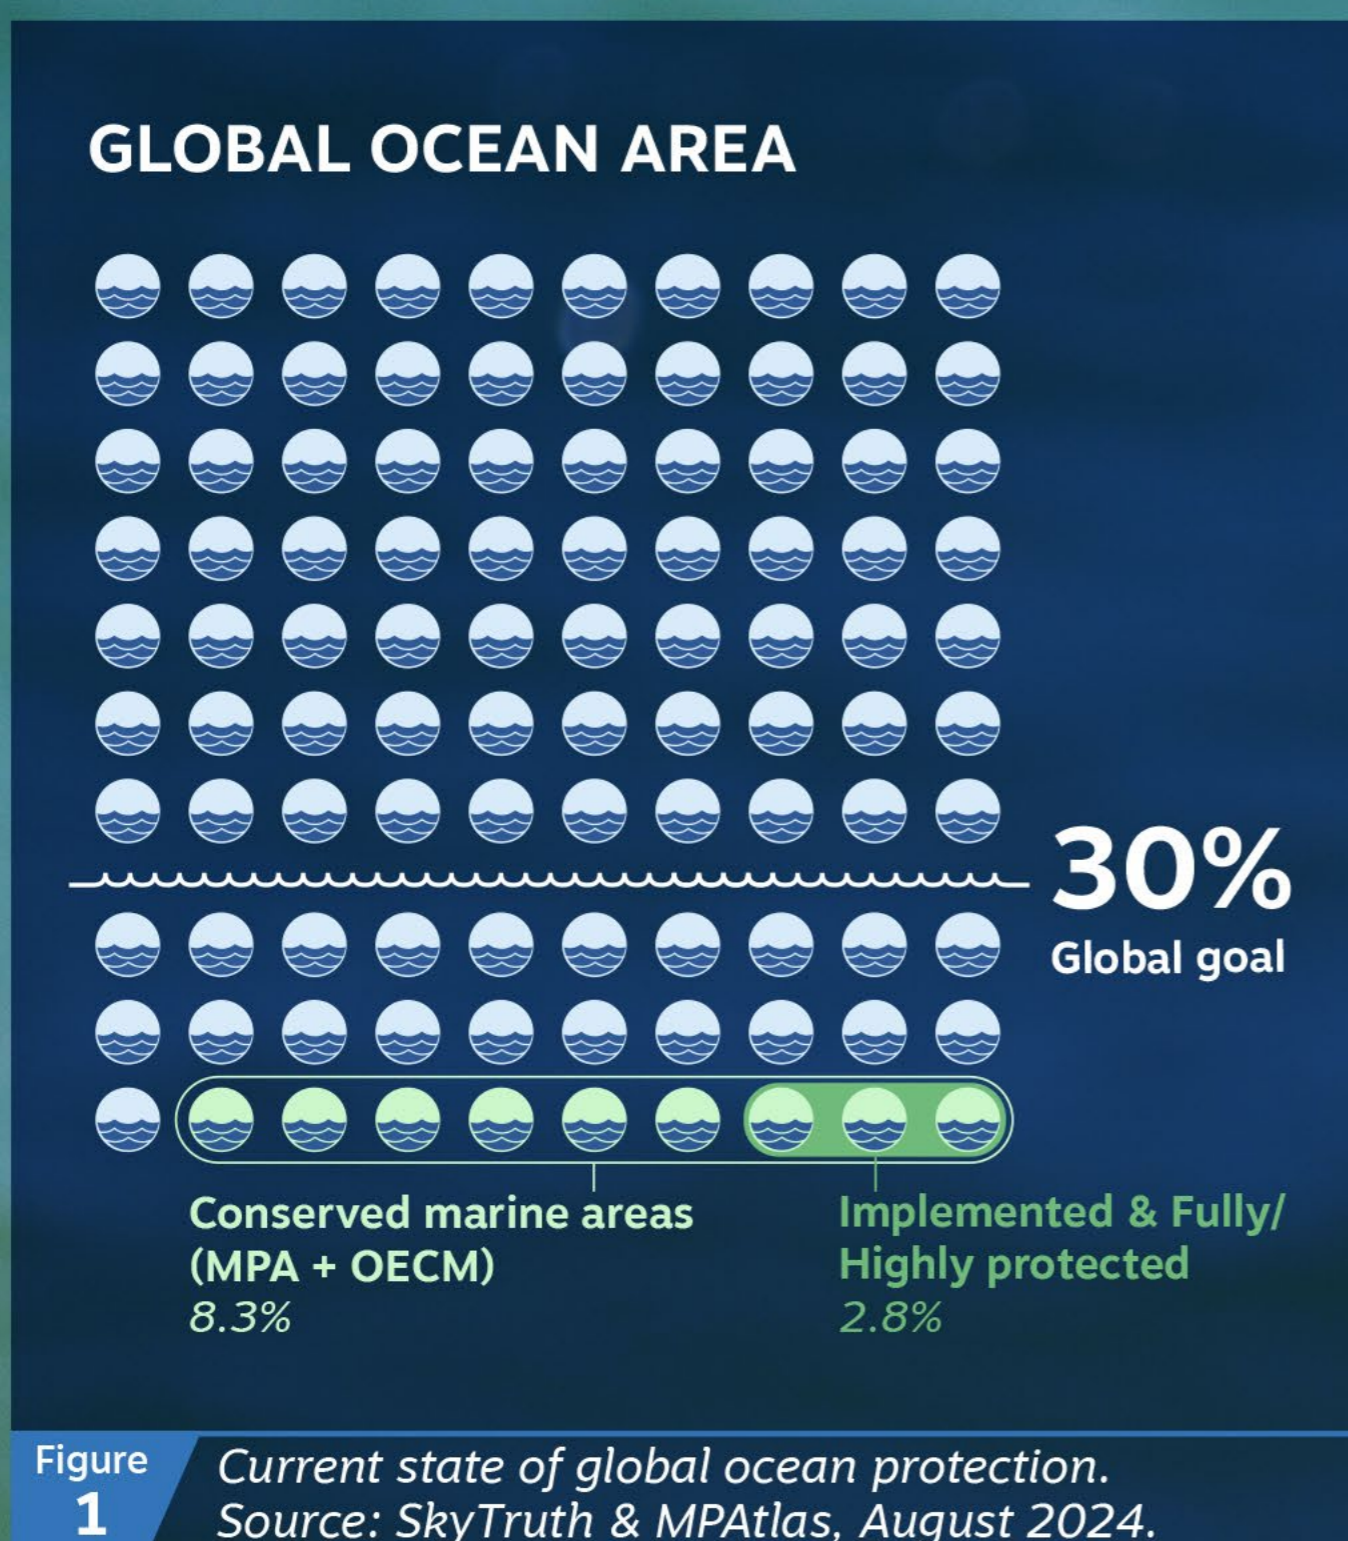 GLOBAL OCEAN AREA
30%
Global goal
Conserved marine areas
(MPA + OECM)
8.3%
Implemented & Fully/
Highly protected
2.8%
Figure
1
Current state of global ocean protection.
Source: SkyTruth & MPAtlas, August 2024.